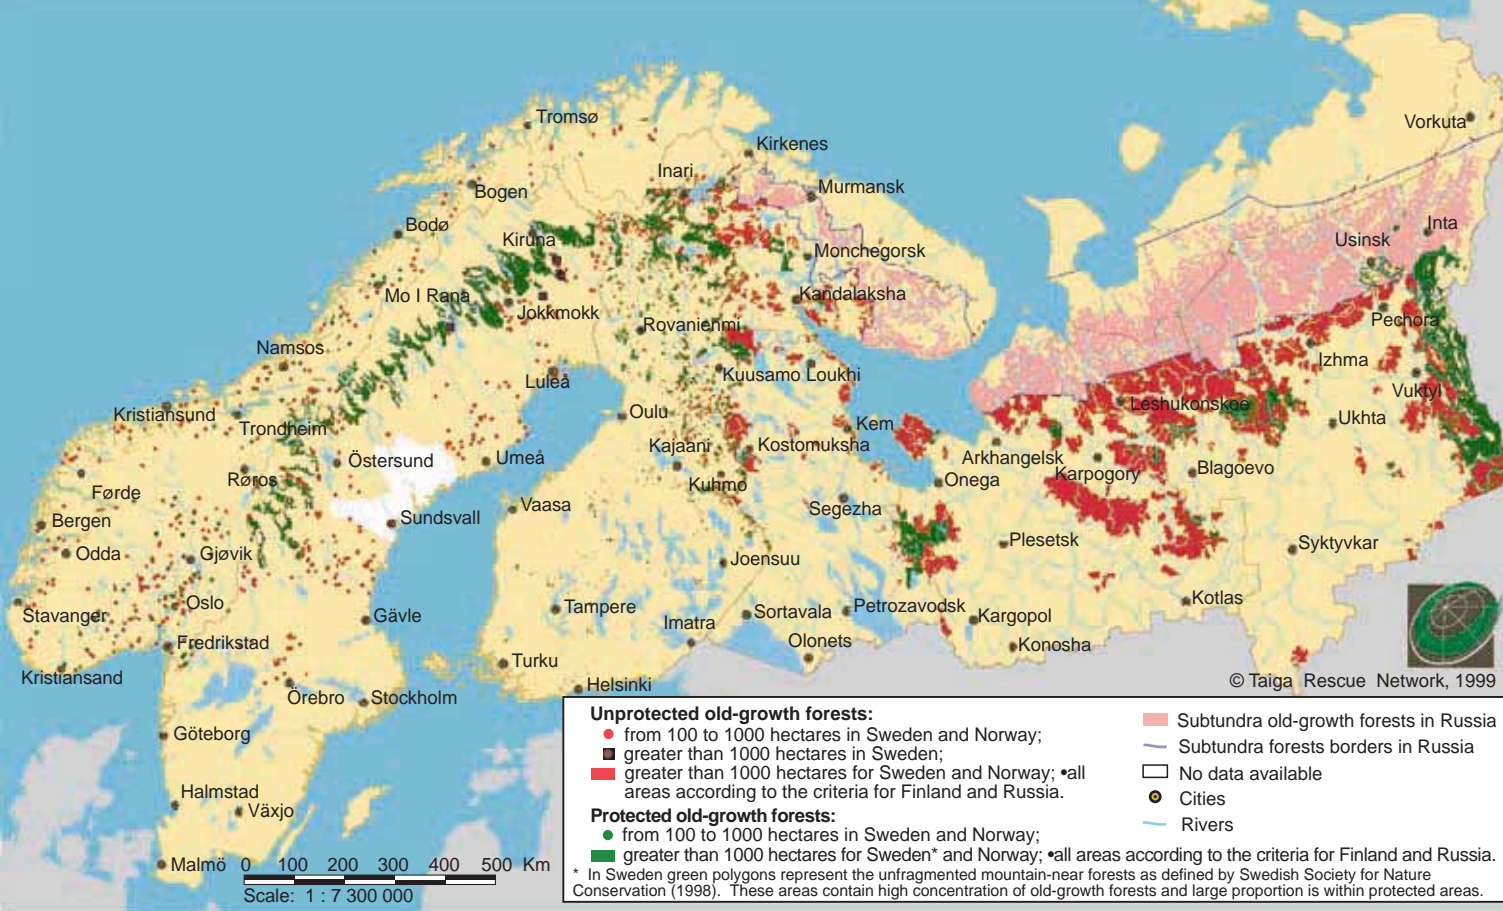 Tromsø
Kirkenes
Vorkuta
Inari
Murmansk
Bogen
Bodø
Inta
Kiruna
Usinsk
Monchegorsk
Mo I Rana
Kandalaksha
Jokkmokk
Rovanienmi
Pechora
Namsos
Izhma
Luleå
Kuusamo Loukhi
Vuktyl
Kristiansund
Oulu
Leshukonskoe
Trondheim
Kem
Ukhta
Kajaani
Kostomuksha
Östersund
Umeå
Arkhangelsk
Blagoevo
Røros
Karpogory
Onega
Førde
Kuhmo
Vaasa
Segezha
Bergen
Sundsvall
Odda
Gjøvik
Plesetsk
Syktyvkar
Joensuu
Oslo
Kotlas
Stavanger
Gävle
Tampere
Sortavala
Petrozavodsk
Kargopol
Imatra
Fredrikstad
Olonets
Konosha
Turku
Kristiansand
Helsinki
© Taiga Rescue Network, 1999
Örebro
Stockholm
Göteborg
Halmstad
Växjo
Malmö
0 100 200 300 400 500 Km
Scale: 1 : 7 300 000
Unprotected old-growth forests:
from 100 to 1000 hectares in Sweden and Norway;
greater than 1000 hectares in Sweden;
greater than 1000 hectares for Sweden and Norway; •all
areas according to the criteria for Finland and Russia.
Protected old-growth forests:
from 100 to 1000 hectares in Sweden and Norway;
greater than 1000 hectares for Sweden* and Norway; •all areas according to the criteria for Finland and Russia.
Subtundra old-growth forests in Russia
Subtundra forests borders in Russia
No data available
Cities
Rivers
* In Sweden green polygons represent the unfragmented mountain-near forests as defined by Swedish Society for Nature
Conservation (1998). These areas contain high concentration of old-growth forests and large proportion is within protected areas.